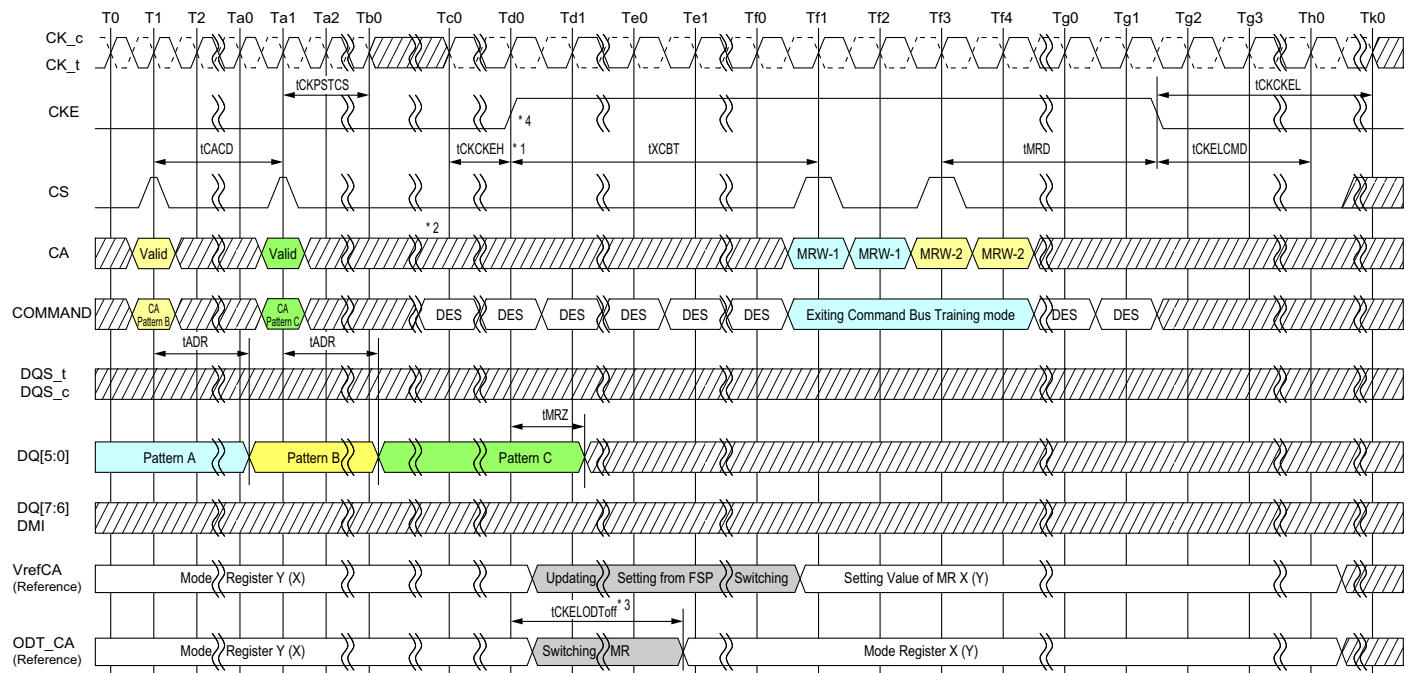 T0 T1 T2 Ta0 Ta1 Ta2 Tb0 Tc0 Td0 Td1 Te0 Te1 Tf0 Tf1 Tf2 Tf3 Tf4 Tg0 Tg1 Tg2 Tg3 Th0 Tk0
CK_c
CK_t
tCKPSTCS tCKCKEL
CKE
* 4
tCACD tCKCKEH * 1 tXCBT tMRD tCKELCMD
CS
* 2
CA Valid Valid MRW-1 MRW-1 MRW-2 MRW-2
COMMAND CA Pattern B CA Pattern C DES DES DES DES DES DES Exiting Command Bus Training mode DES DES
tADR tADR
DQS_t
DQS_c
tMRZ
DQ[5:0] Pattern A Pattern B Pattern C
DQ[7:6]
DMI
VrefCA
(Reference)
Mode Register Y (X) Updating Setting from FSP Switching Setting Value of MR X (Y)
tCKELODToff * 3
ODT_CA
(Reference)
Mode Register Y (X) Switching MR Mode Register X (Y)